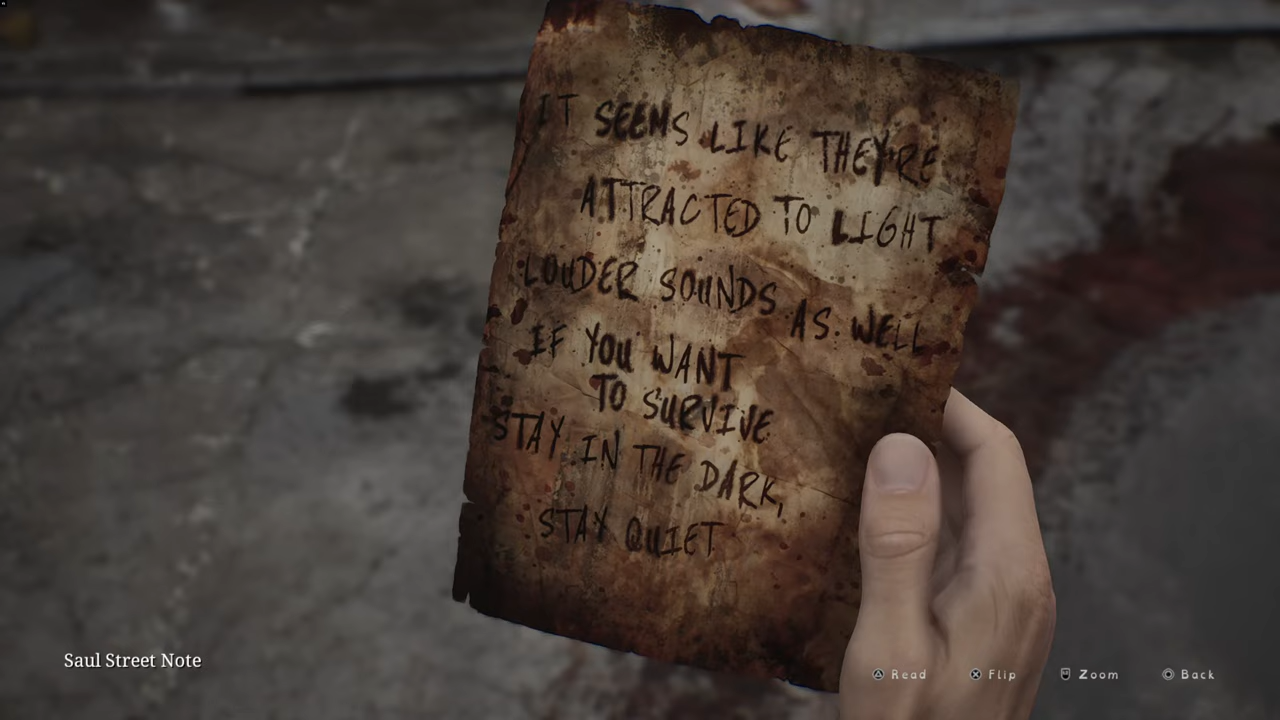 IT SEEMS LIKE THEY'RE
ATTRACTED TO LIGHT
LOUDER SOUNDS AS WELL
IF YOU WANT
TO SURVIVE
STAY IN THE DARK,
STAY QUIET
Saul Street Note
Read Flip Zoom Back